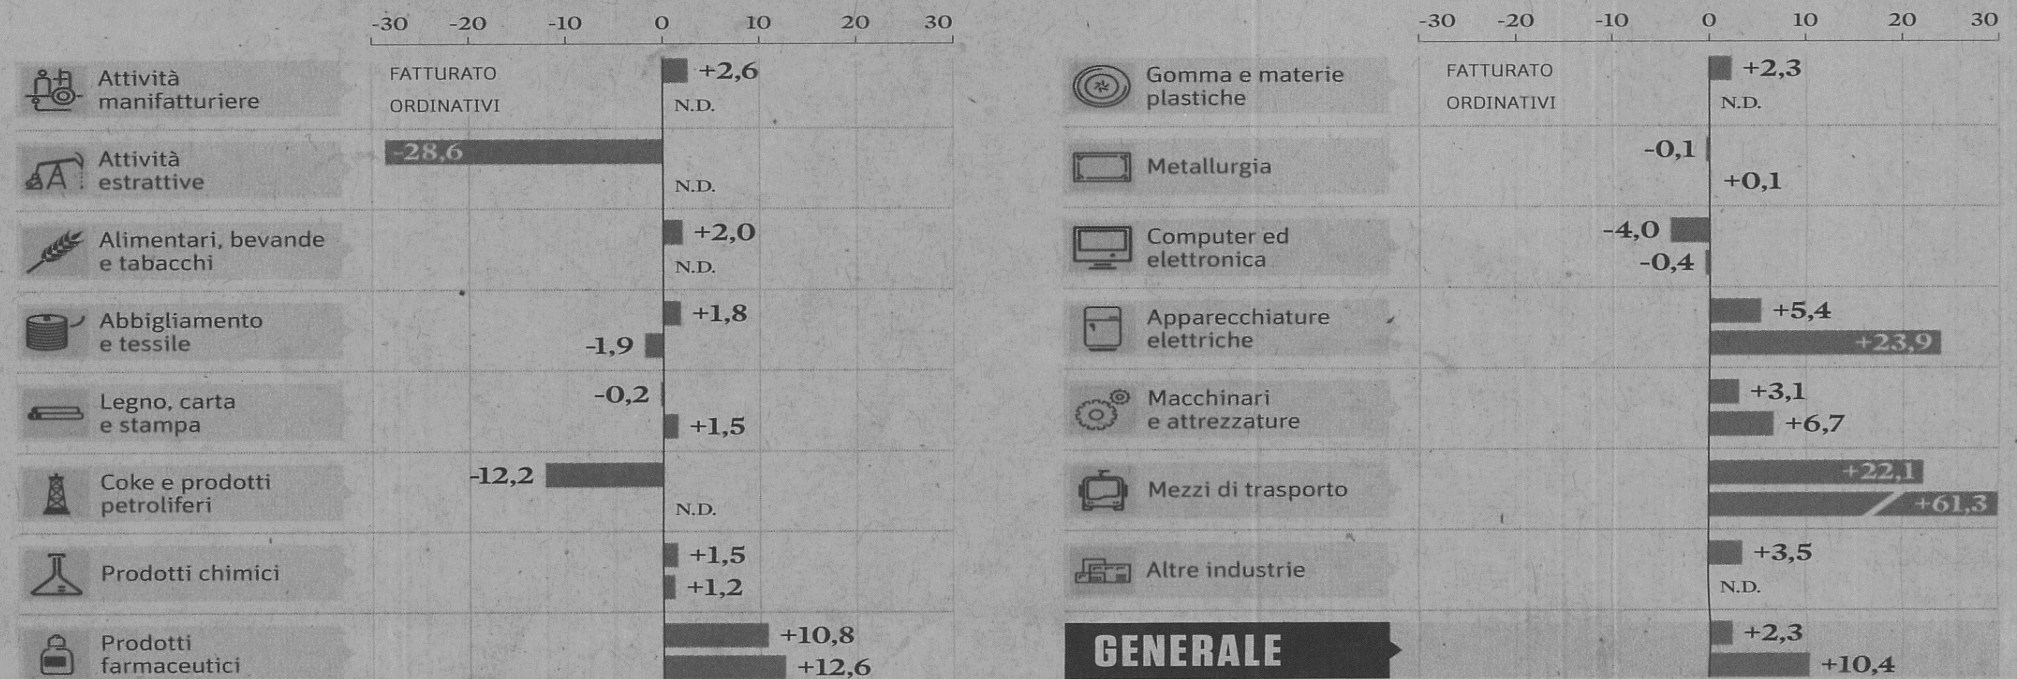 -30 -20 -10 0 10 20 30
Attività
manifatturiere
FATTURATO +2,6
ORDINATIVI N.D.
Attività
estrattive
-28,6
N.D.
Alimentari, bevande
e tabacchi
+2,0
N.D.
Abbigliamento
e tessile
+1,8
-1,9
Legno, carta
e stampa
-0,2
+1,5
Coke e prodotti
petroliferi
-12,2
N.D.
Prodotti chimici
+1,5
+1,2
Prodotti
farmaceutici
+10,8
+12,6
-30 -20 -10 0 10 20 30
Gomma e materie
plastiche
FATTURATO +2,3
ORDINATIVI N.D.
Metallurgia
-0,1
+0,1
Computer ed
elettronica
-4,0
-0,4
Apparecchiature
elettriche
+5,4
+23,9
Macchinari
e attrezzature
+3,1
+6,7
Mezzi di trasporto
+22,1
+61,3
Altre industrie
+3,5
N.D.
GENERALE
+2,3
+10,4